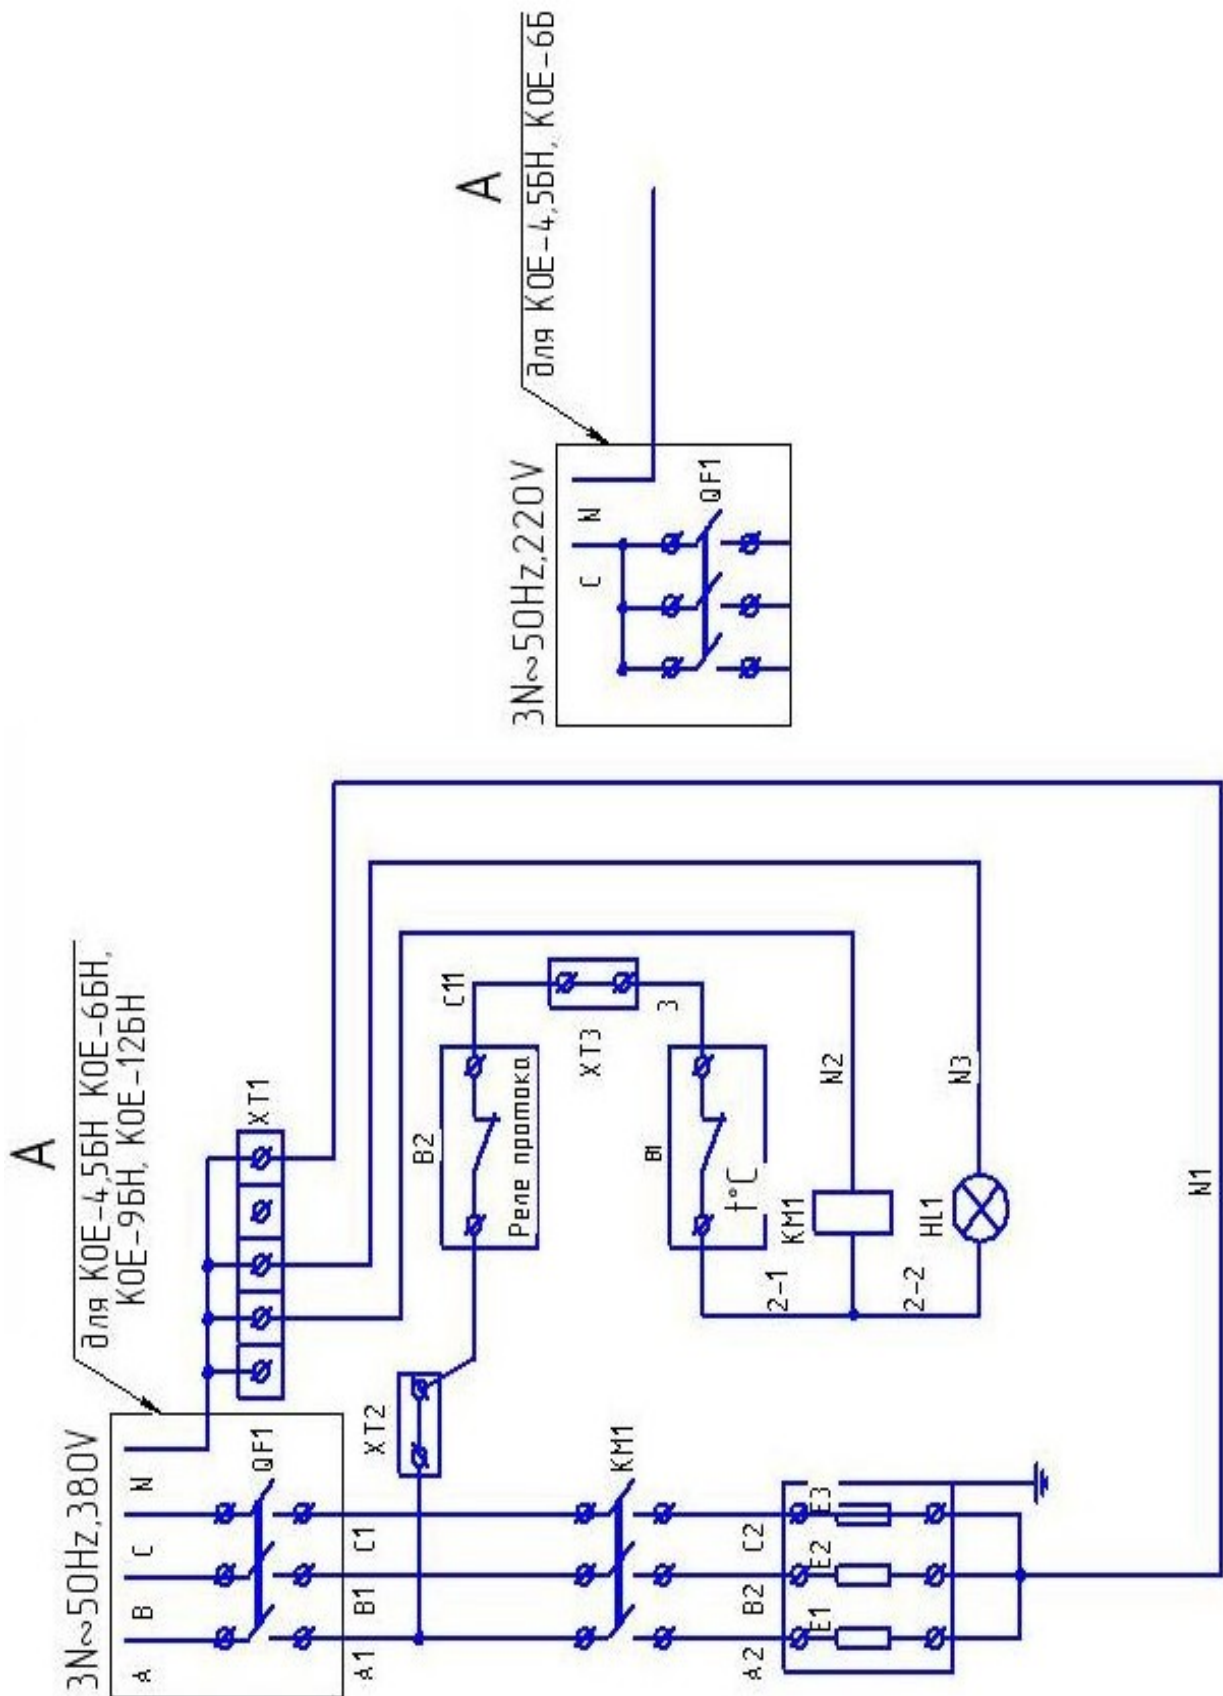 3N~50Hz,380V
A
B
C
N
QF1
A
для КОЕ-4,5БН КОЕ-6БН,
КОЕ-9БН, КОЕ-12БН
XT1
A1
B1
C1
XT2
B2
Реле протока
C11
XT3
3
B1
t°C
KM1
2-1
KM1
N2
2-2
HL1
N3
A2
B2
C2
E1
E2
E3
N1
3N~50Hz,220V
C
N
QF1
A
для КОЕ-4,5БН, КОЕ-6Б